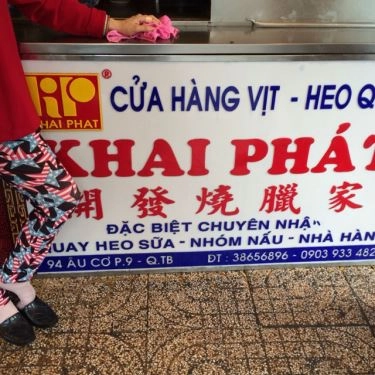 KHAI PHAT
®
CỬA HÀNG VỊT - HEO Q
KHAI PHÁT
開發燒臘家
ĐẶC BIỆT CHUYÊN NHẬ
QUAY HEO SỮA - NHÓM NẤU - NHÀ HÀN
94 ÂU CƠ P.9 - Q.TB ĐT : 38656896 - 0903 933 482